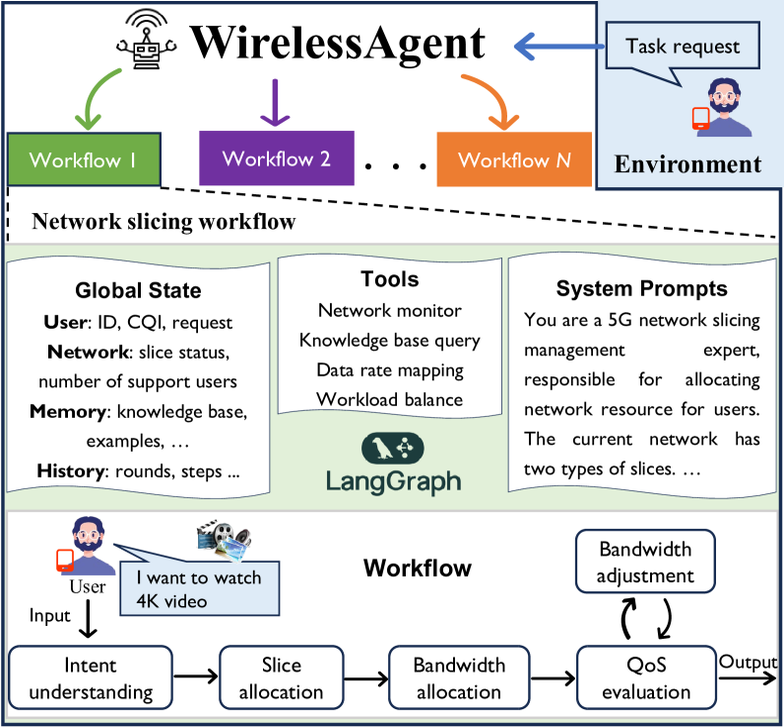 WirelessAgent
Task request
Environment
Workflow 1
Workflow 2
. . .
Workflow N
Network slicing workflow
Global State
User: ID, CQI, request
Network: slice status,
number of support users
Memory: knowledge base,
examples, …
History: rounds, steps ...
Tools
Network monitor
Knowledge base query
Data rate mapping
Workload balance
LangGraph
System Prompts
You are a 5G network slicing
management expert,
responsible for allocating
network resource for users.
The current network has
two types of slices. …
Workflow
User
I want to watch
4K video
Input
Intent
understanding
Slice
allocation
Bandwidth
allocation
QoS
evaluation
Bandwidth
adjustment
Output